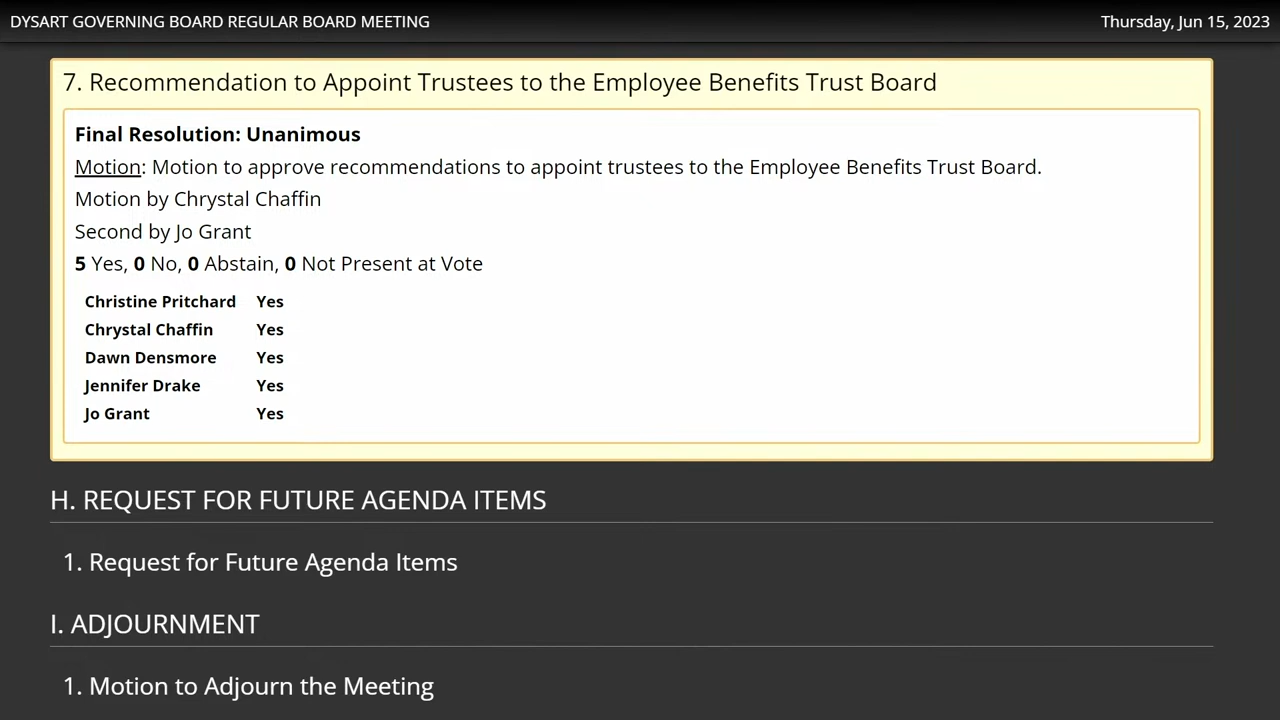 DYSART GOVERNING BOARD REGULAR BOARD MEETING
Thursday, Jun 15, 2023
7. Recommendation to Appoint Trustees to the Employee Benefits Trust Board
Final Resolution: Unanimous
Motion: Motion to approve recommendations to appoint trustees to the Employee Benefits Trust Board.
Motion by Chrystal Chaffin
Second by Jo Grant
5 Yes, 0 No, 0 Abstain, 0 Not Present at Vote
Christine Pritchard Yes
Chrystal Chaffin Yes
Dawn Densmore Yes
Jennifer Drake Yes
Jo Grant Yes
H. REQUEST FOR FUTURE AGENDA ITEMS
1. Request for Future Agenda Items
I. ADJOURNMENT
1. Motion to Adjourn the Meeting